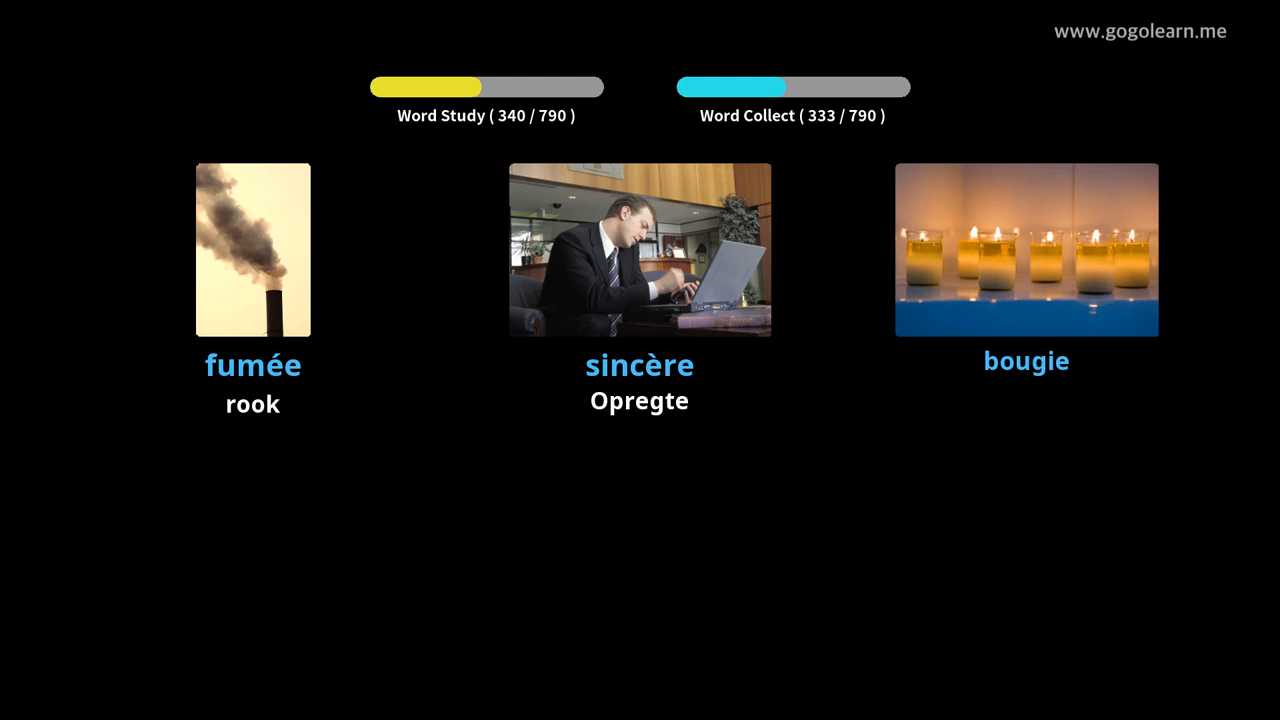 www.gogolearn.me
Word Study ( 340 / 790 )
Word Collect ( 333 / 790 )
fumée
rook
sincère
Opregte
bougie